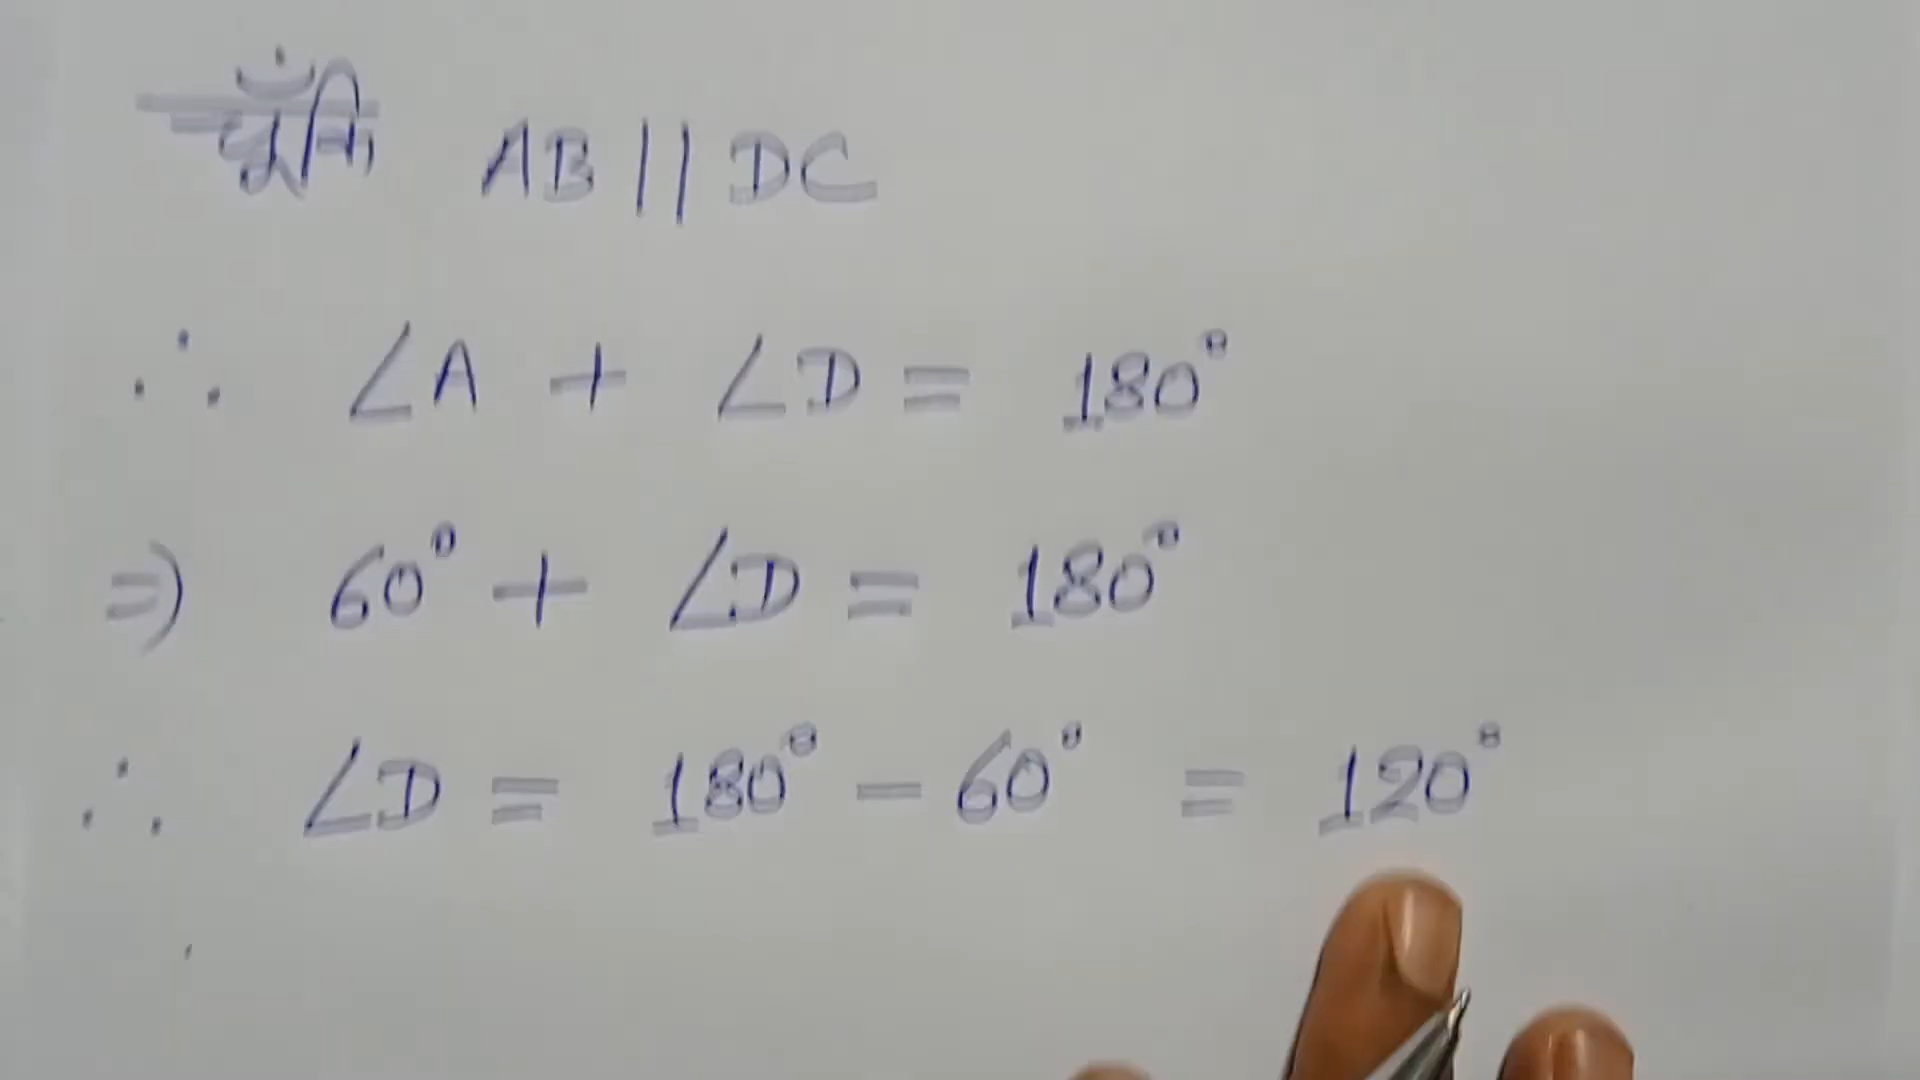 चूँकि AB || DC
∴ ∠A + ∠D = 180°
⇒ 60° + ∠D = 180°
∴ ∠D = 180° - 60° = 120°